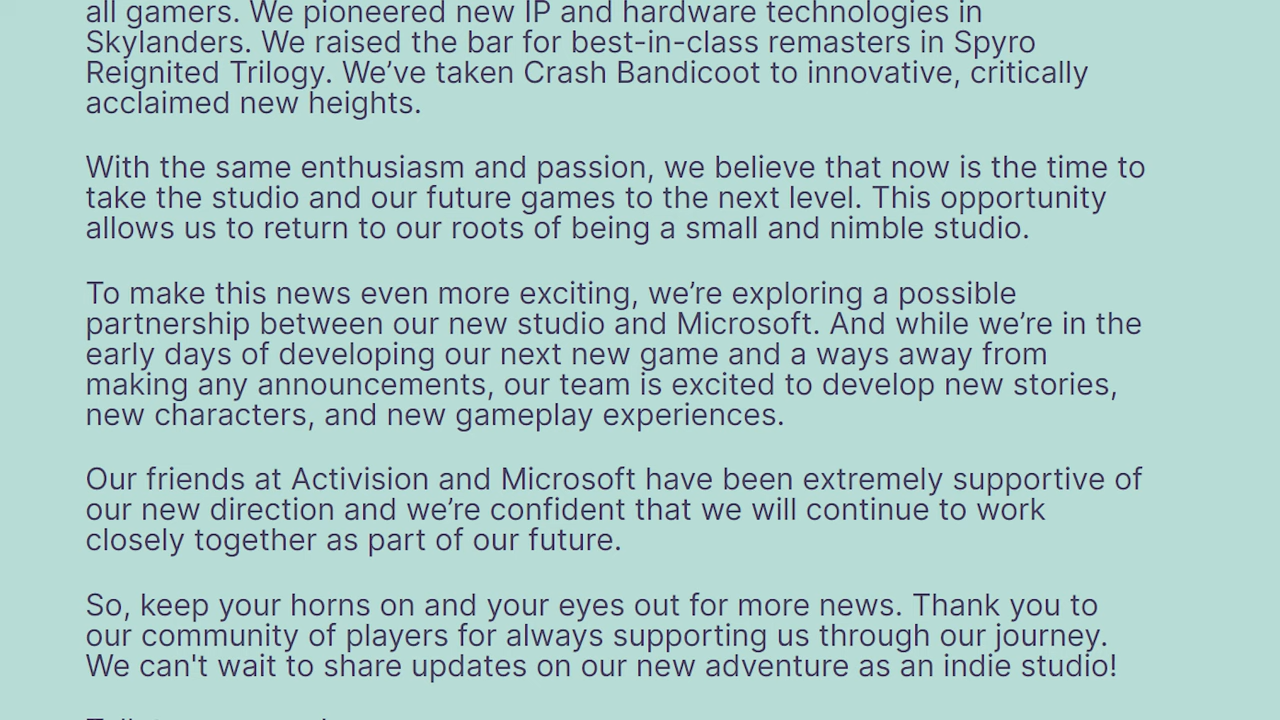 all gamers. We pioneered new IP and hardware technologies in
Skylanders. We raised the bar for best-in-class remasters in Spyro
Reignited Trilogy. We’ve taken Crash Bandicoot to innovative, critically
acclaimed new heights.
With the same enthusiasm and passion, we believe that now is the time to
take the studio and our future games to the next level. This opportunity
allows us to return to our roots of being a small and nimble studio.
To make this news even more exciting, we’re exploring a possible
partnership between our new studio and Microsoft. And while we’re in the
early days of developing our next new game and a ways away from
making any announcements, our team is excited to develop new stories,
new characters, and new gameplay experiences.
Our friends at Activision and Microsoft have been extremely supportive of
our new direction and we’re confident that we will continue to work
closely together as part of our future.
So, keep your horns on and your eyes out for more news. Thank you to
our community of players for always supporting us through our journey.
We can't wait to share updates on our new adventure as an indie studio!